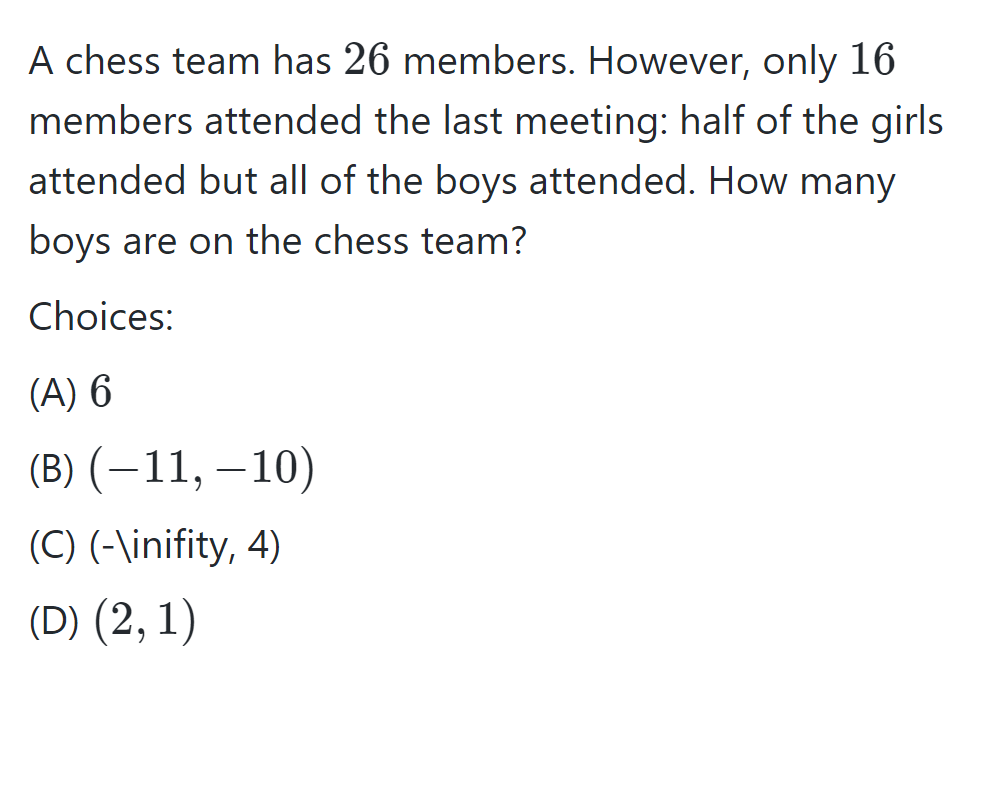 A chess team has 26 members. However, only 16
members attended the last meeting: half of the girls
attended but all of the boys attended. How many
boys are on the chess team?
Choices:
(A) 6
(B) (−11, −10)
(C) (-\inifity, 4)
(D) (2, 1)